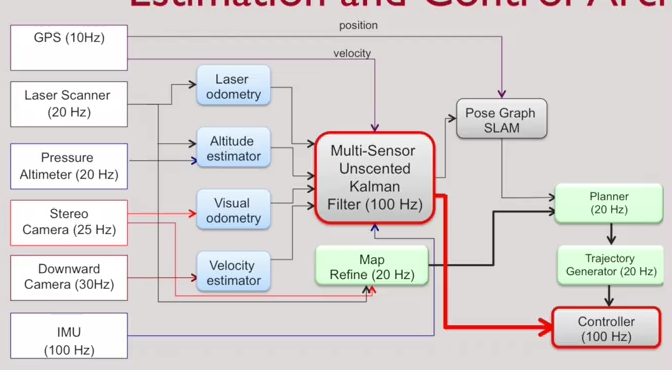 Estimation and Control Arc
position
GPS (10Hz)
velocity
Laser Scanner
(20 Hz)
Pressure
Altimeter (20 Hz)
Stereo
Camera (25 Hz)
Downward
Camera (30Hz)
IMU
(100 Hz)
Laser
odometry
Altitude
estimator
Visual
odometry
Velocity
estimator
Multi-Sensor
Unscented
Kalman
Filter (100 Hz)
Map
Refine (20 Hz)
Pose Graph
SLAM
Planner
(20 Hz)
Trajectory
Generator (20 Hz)
Controller
(100 Hz)